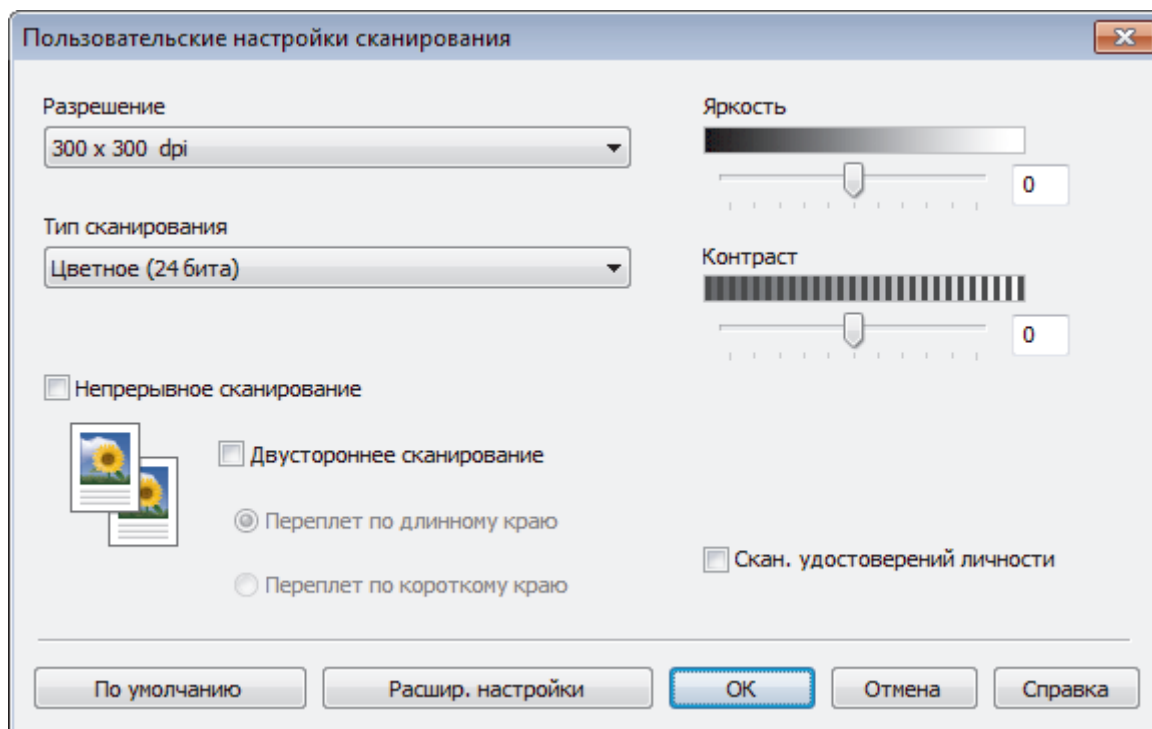 Пользовательские настройки сканирования
Разрешение
300 x 300 dpi
Тип сканирования
Цветное (24 бита)
Яркость
0
Контраст
0
Непрерывное сканирование
Двустороннее сканирование
Переплет по длинному краю
Переплет по короткому краю
Скан. удостоверений личности
По умолчанию
Расшир. настройки
ОК
Отмена
Справка